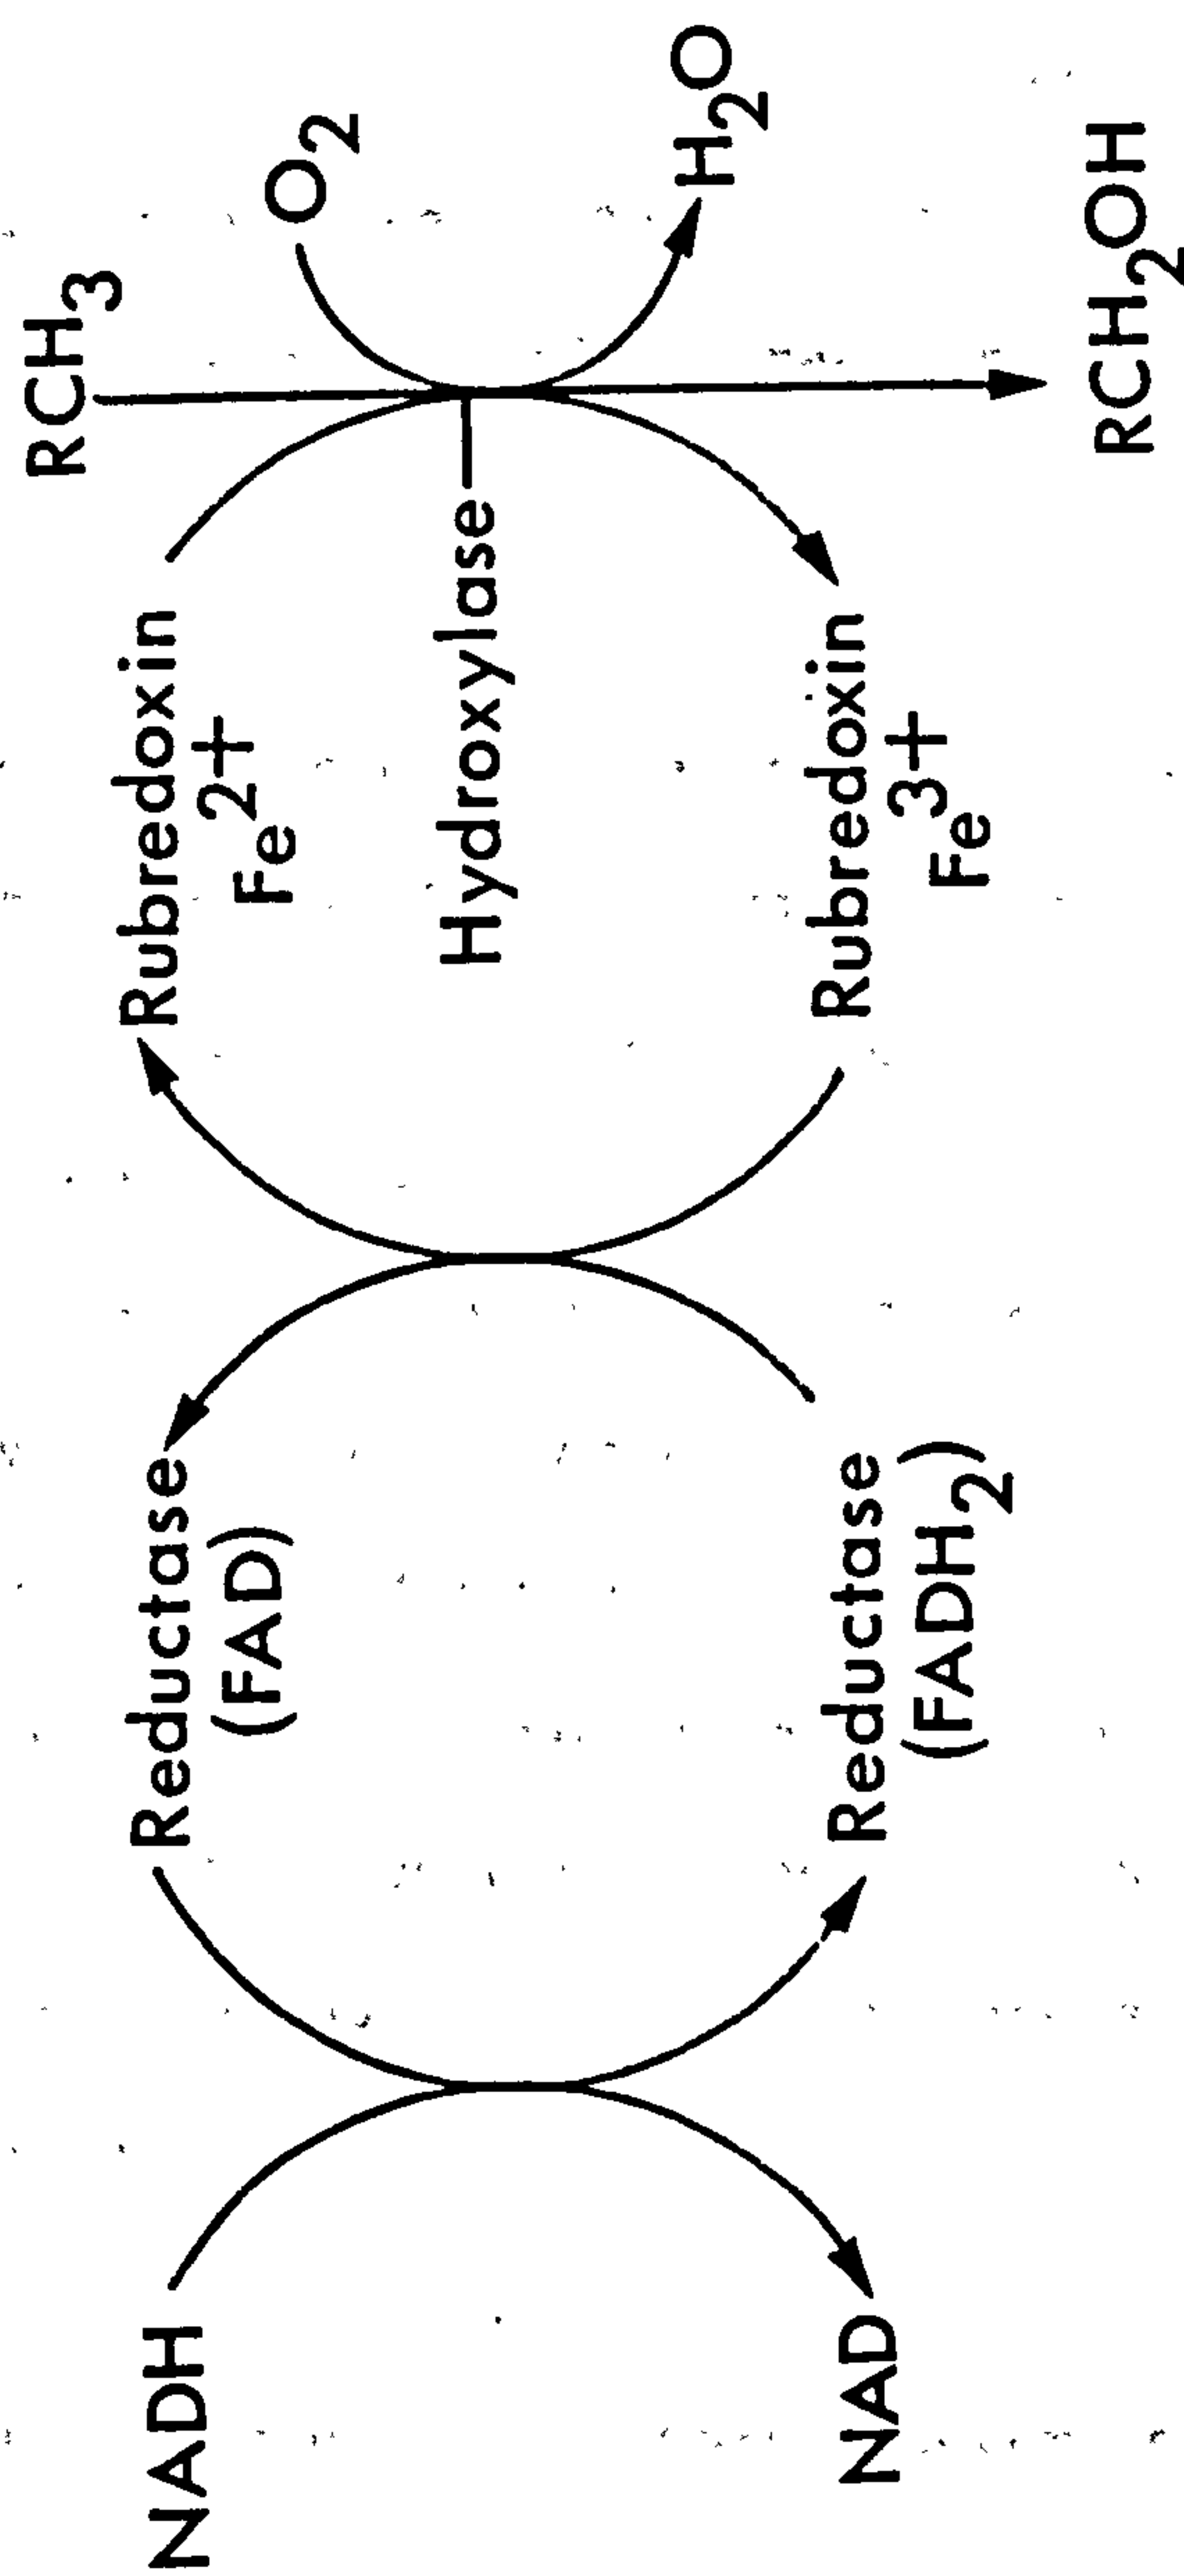 RCH3
O2
NADH
Reductase
(FAD)
Rubredoxin
Fe2+
Hydroxylase
NAD
Reductase
(FADH2)
Rubredoxin
Fe3+
H2O
RCH2OH